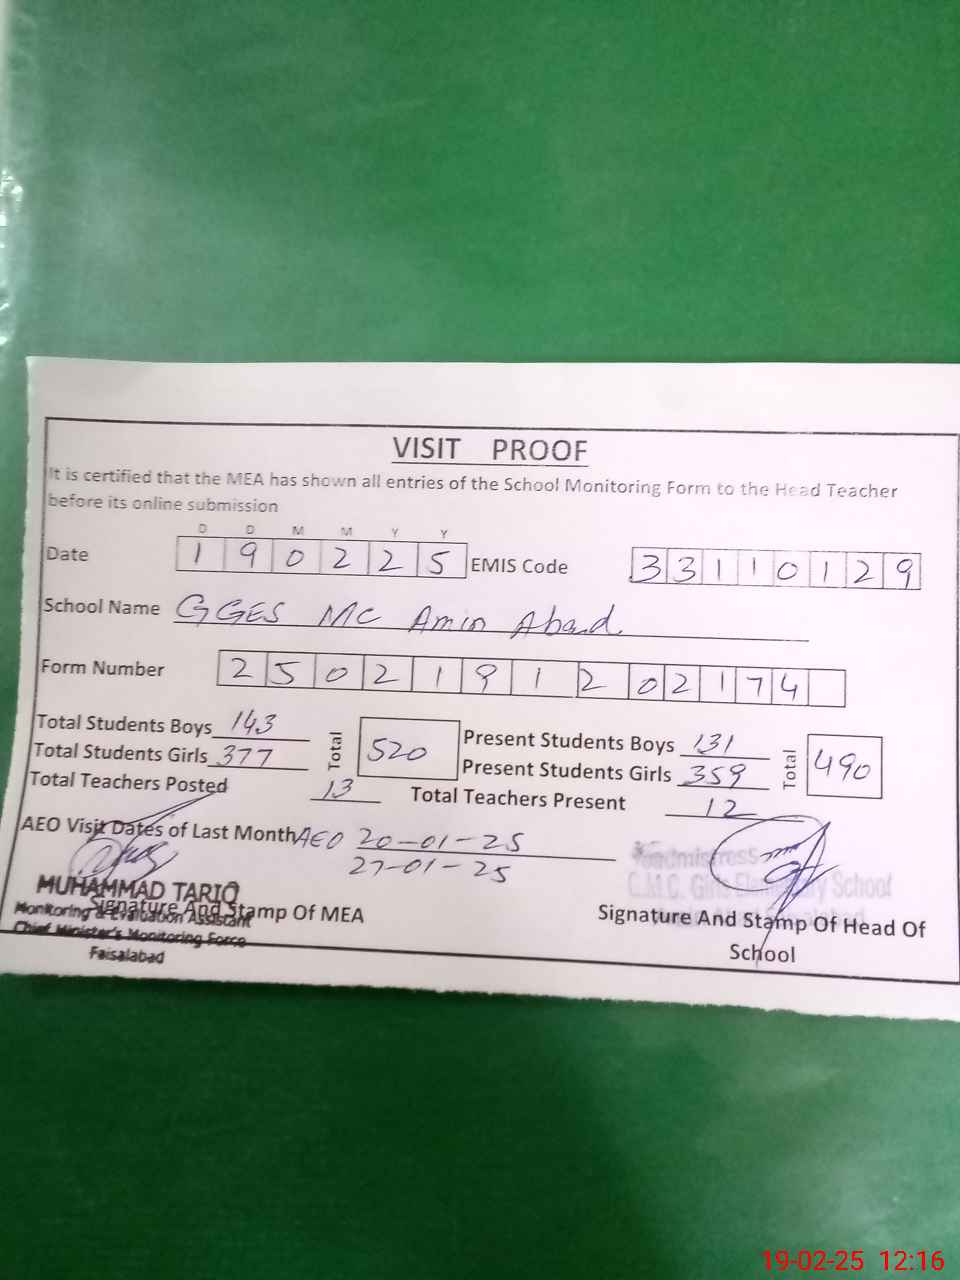 VISIT PROOF
It is certified that the MEA has shown all entries of the School Monitoring Form to the Head Teacher
before its online submission
D D M M Y Y
Date 1 9 0 2 2 5 EMIS Code 3 3 1 1 0 1 2 9
School Name GGES MC Amin Abad.
Form Number 2 5 0 2 1 9 1 2 0 2 1 7 4
Total Students Boys 143 Total 520 Present Students Boys 131 Total 490
Total Students Girls 377 Present Students Girls 359
Total Teachers Posted 13 Total Teachers Present 12
AEO Visit Dates of Last Month AEO 20-01-25
27-01-25
Headmistress
C.M.C. Girls Elementary School
MUHAMMAD TARIQ
Signature And Stamp Of MEA
Monitoring & Evaluation Assistant
Chief Minister's Monitoring Force
Faisalabad
Signature And Stamp Of Head Of
School
19-02-25 12:16